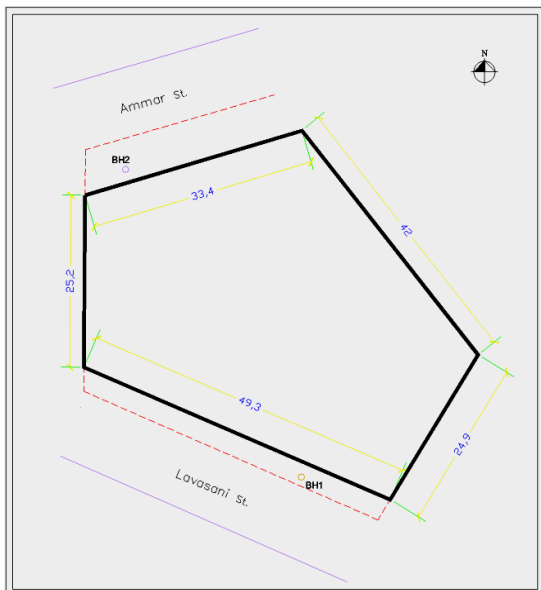 N
Ammar St.
BH2
33,4
42
25,2
49,3
24,9
Lavasani St.
BH1